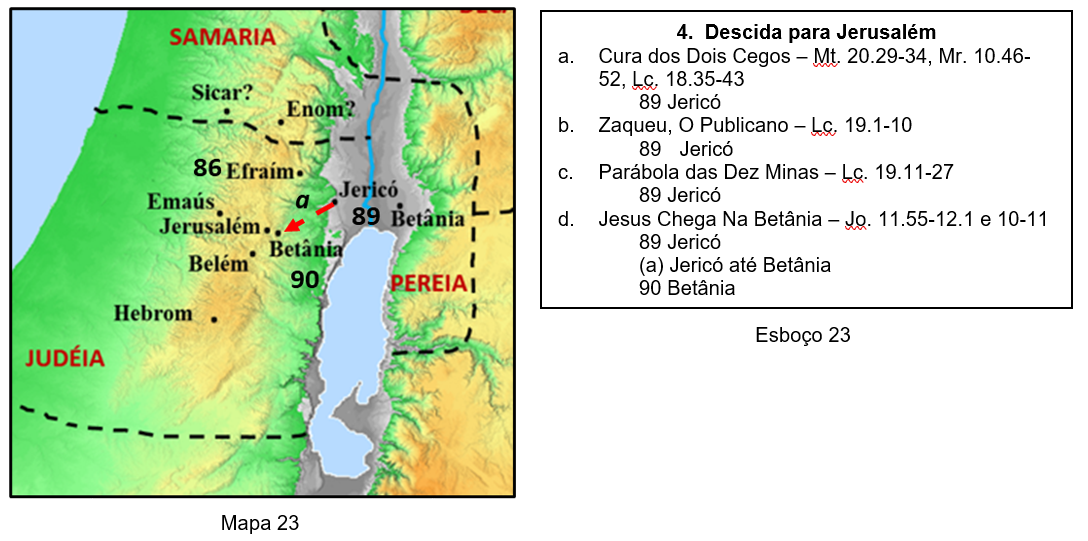 SAMARIA
Sicar?
Enom?
86 Efraím
Jericó
a
Emaús
89
Betânia
Jerusalém
Betânia
Belém
90
PEREIA
Hebrom
JUDÉIA
Mapa 23
4. Descida para Jerusalém
a. Cura dos Dois Cegos – Mt. 20.29-34, Mr. 10.46-
52, Lc. 18.35-43
89 Jericó
b. Zaqueu, O Publicano – Lc. 19.1-10
89 Jericó
c. Parábola das Dez Minas – Lc. 19.11-27
89 Jericó
d. Jesus Chega Na Betânia – Jo. 11.55-12.1 e 10-11
89 Jericó
(a) Jericó até Betânia
90 Betânia
Esboço 23